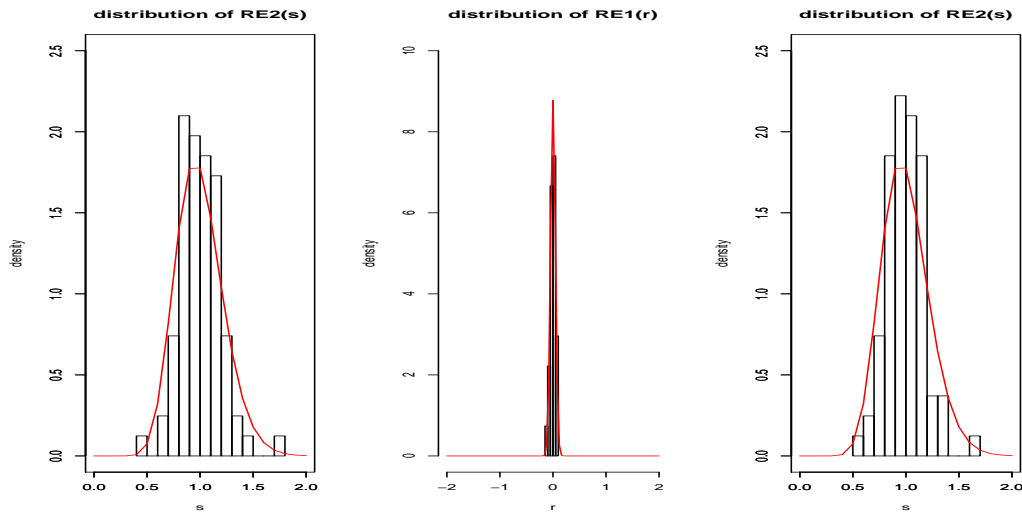 distribution of RE2(s)
density
2.5
2.0
1.5
1.0
0.5
0.0
0.0 0.5 1.0 1.5 2.0
s
distribution of RE1(r)
density
10
8
6
4
2
0
−2 −1 0 1 2
r
distribution of RE2(s)
density
2.5
2.0
1.5
1.0
0.5
0.0
0.0 0.5 1.0 1.5 2.0
s